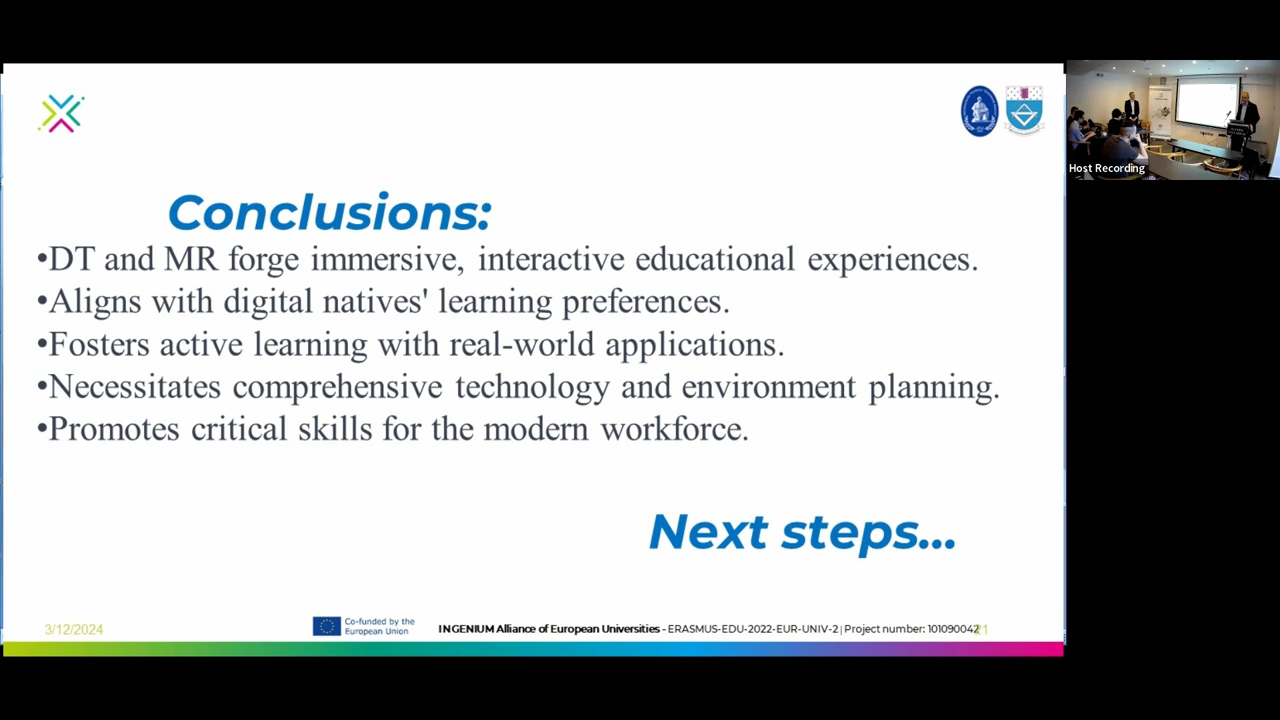 Host Recording
Conclusions:
•DT and MR forge immersive, interactive educational experiences.
•Aligns with digital natives' learning preferences.
•Fosters active learning with real-world applications.
•Necessitates comprehensive technology and environment planning.
•Promotes critical skills for the modern workforce.
Next steps...
3/12/2024
Co-funded by the
European Union
INGENIUM Alliance of European Universities - ERASMUS-EDU-2022-EUR-UNIV-2 | Project number: 101090042
21